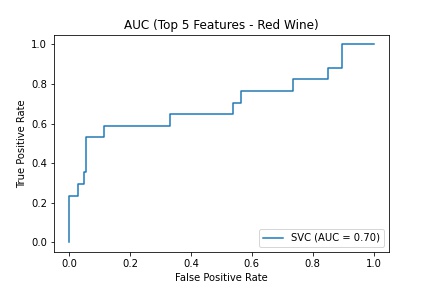 AUC (Top 5 Features - Red Wine)
True Positive Rate
1.0
0.8
0.6
0.4
0.2
0.0
SVC (AUC = 0.70)
0.0 0.2 0.4 0.6 0.8 1.0
False Positive Rate